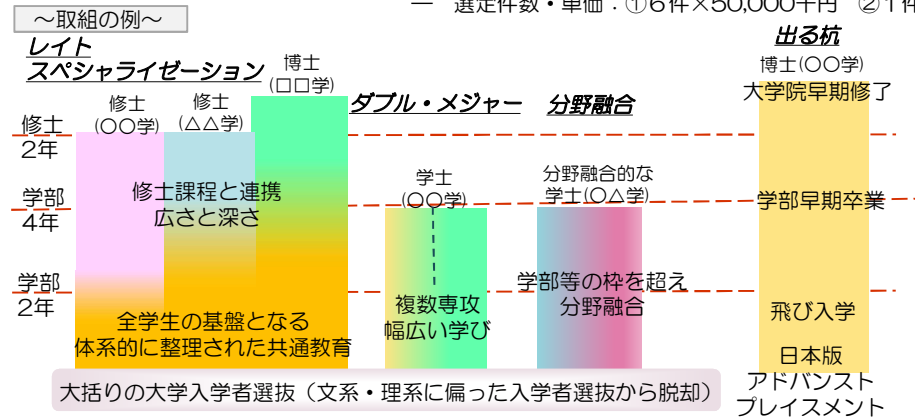 ― 選定件数・単価:①6件×50,000千円 ②1件
~取組の例~
レイト
スペシャライゼーション
修士
(〇〇学)
修士
(△△学)
博士
(□□学)
ダブル・メジャー
分野融合
出る杭
博士(〇〇学)
大学院早期修了
修士
2年
学部
4年
学部
2年
修士課程と連携
広さと深さ
学士
(〇〇学)
分野融合的な
学士(〇△学)
学部早期卒業
全学生の基盤となる
体系的に整理された共通教育
複数専攻
幅広い学び
学部等の枠を超え
分野融合
飛び入学
日本版
アドバンスト
プレイスメント
大括りの大学入学者選抜(文系・理系に偏った入学者選抜から脱却)